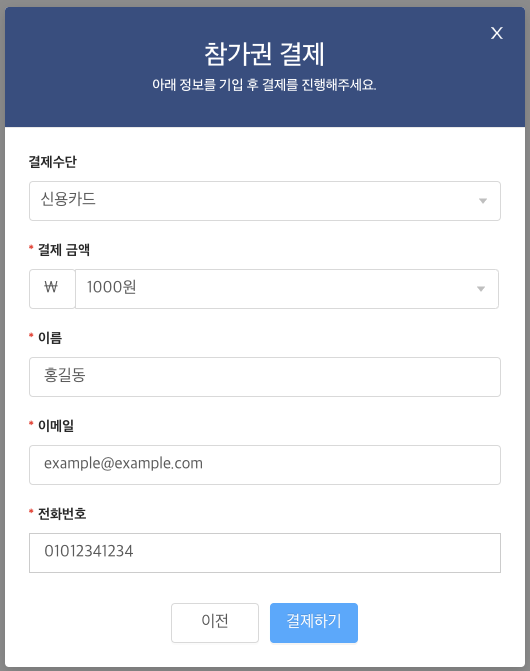 X
참가권 결제
아래 정보를 기입 후 결제를 진행해주세요.
결제수단
신용카드
* 결제 금액
₩ 1000원
* 이름
홍길동
* 이메일
example@example.com
* 전화번호
01012341234
이전 결제하기